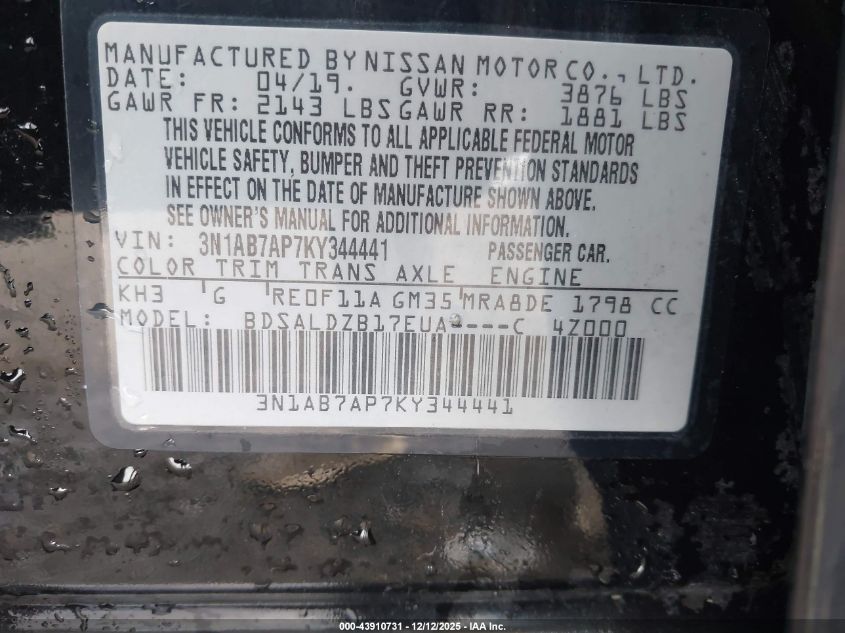 MANUFACTURED BY NISSAN MOTOR CO., LTD.
DATE: 04/19. GVWR: 3876 LBS
GAWR FR: 2143 LBS GAWR RR: 1881 LBS
THIS VEHICLE CONFORMS TO ALL APPLICABLE FEDERAL MOTOR
VEHICLE SAFETY, BUMPER AND THEFT PREVENTION STANDARDS
IN EFFECT ON THE DATE OF MANUFACTURE SHOWN ABOVE.
SEE OWNER'S MANUAL FOR ADDITIONAL INFORMATION.
VIN: 3N1AB7AP7KY344441 PASSENGER CAR.
COLOR TRIM TRANS AXLE ENGINE
KH3 G RE0F11A GM35 MRA8DE 1798 CC
MODEL: BDSALDZB17EUA----C 4Z000
3N1AB7AP7KY344441
000-43910731 - 12/12/2025 - IAA Inc.